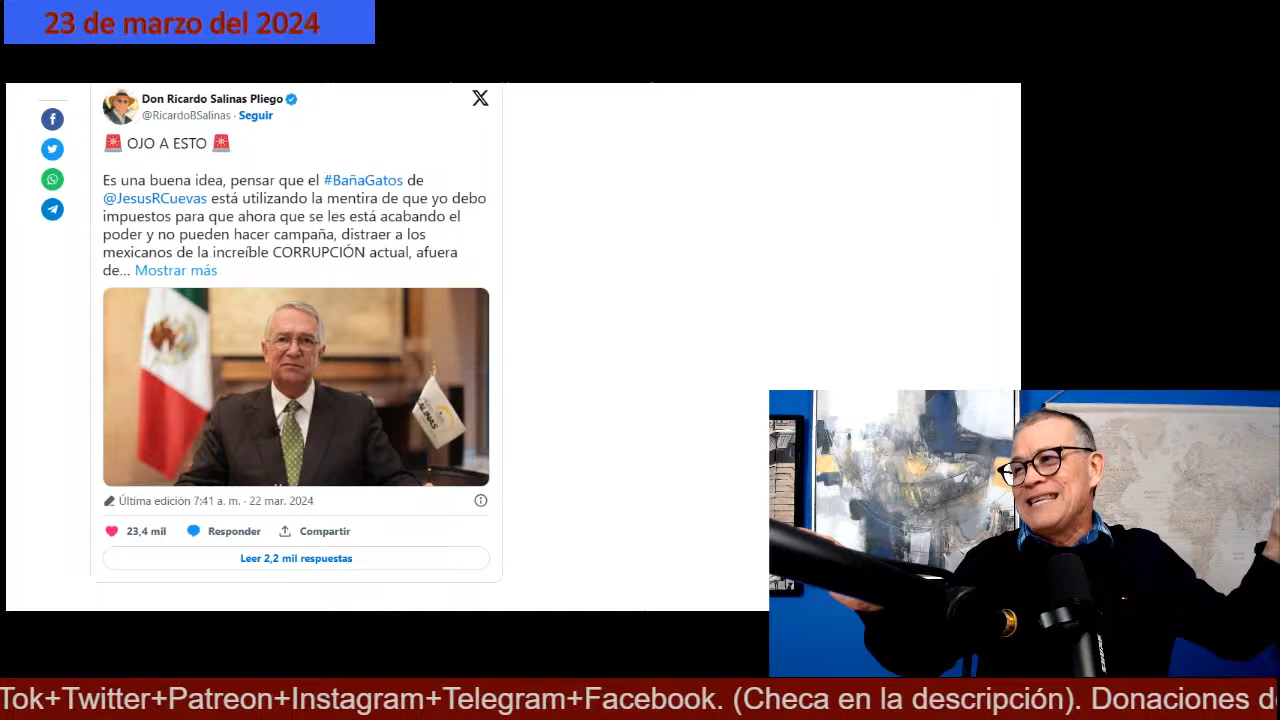 23 de marzo del 2024
Don Ricardo Salinas Pliego
@RicardoBSalinas · Seguir
🚨 OJO A ESTO 🚨
Es una buena idea, pensar que el #BañaGatos de
@JesusRCuevas está utilizando la mentira de que yo debo
impuestos para que ahora que se les está acabando el
poder y no pueden hacer campaña, distraer a los
mexicanos de la increíble CORRUPCIÓN actual, afuera
de... Mostrar más
Última edición 7:41 a. m. · 22 mar. 2024
23,4 mil Responder Compartir
Leer 2,2 mil respuestas
Tok+Twitter+Patreon+Instagram+Telegram+Facebook. (Checa en la descripción). Donaciones d